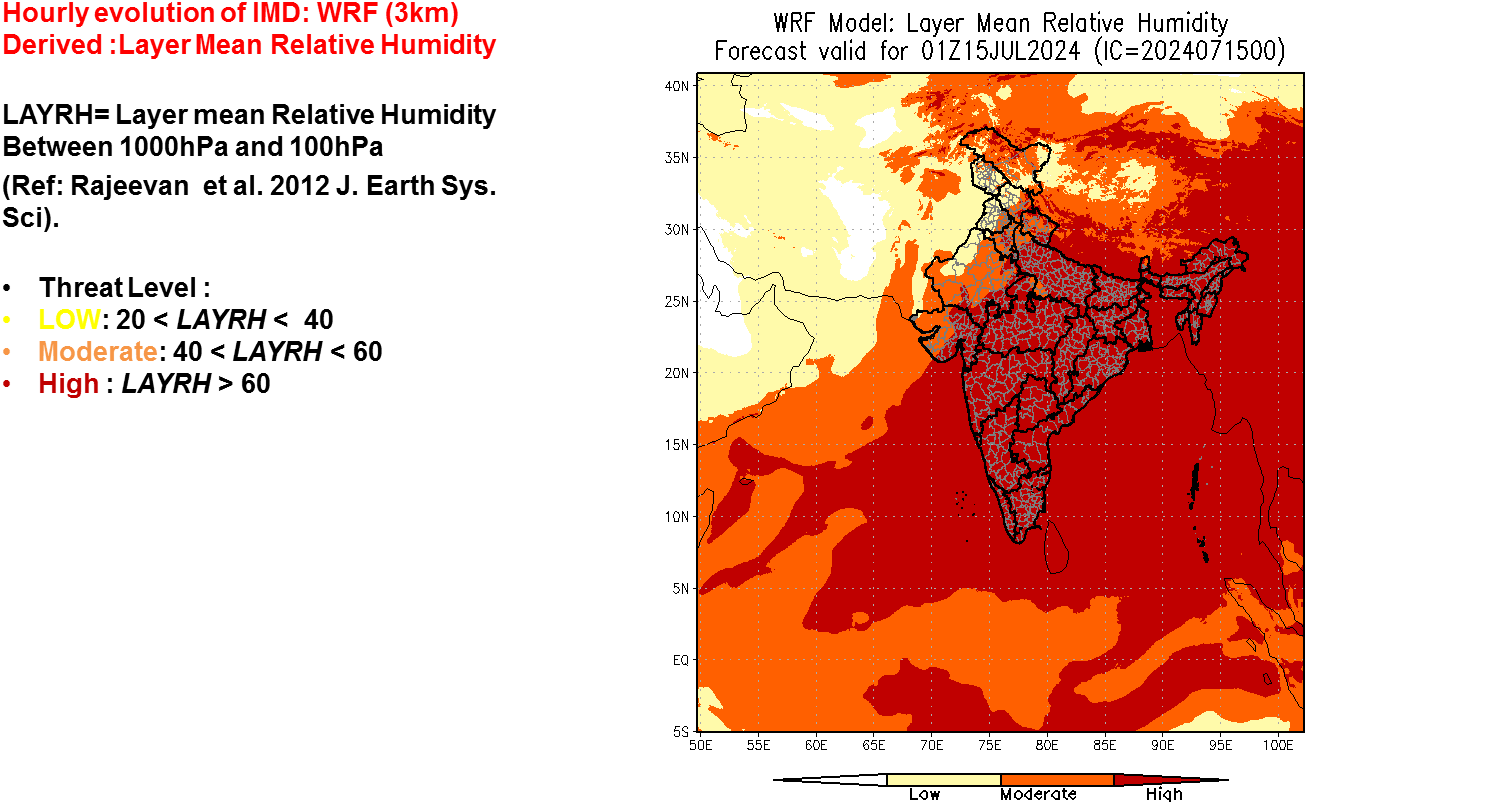 Hourly evolution of IMD: WRF (3km)
Derived :Layer Mean Relative Humidity
LAYRH= Layer mean Relative Humidity
Between 1000hPa and 100hPa
(Ref: Rajeevan et al. 2012 J. Earth Sys.
Sci).
• Threat Level :
• LOW: 20 < LAYRH < 40
• Moderate: 40 < LAYRH < 60
• High : LAYRH > 60
WRF Model: Layer Mean Relative Humidity
Forecast valid for 01Z15JUL2024 (IC=2024071500)
40N
35N
30N
25N
20N
15N
10N
5N
EQ
5S
50E 55E 60E 65E 70E 75E 80E 85E 90E 95E 100E
Low Moderate High